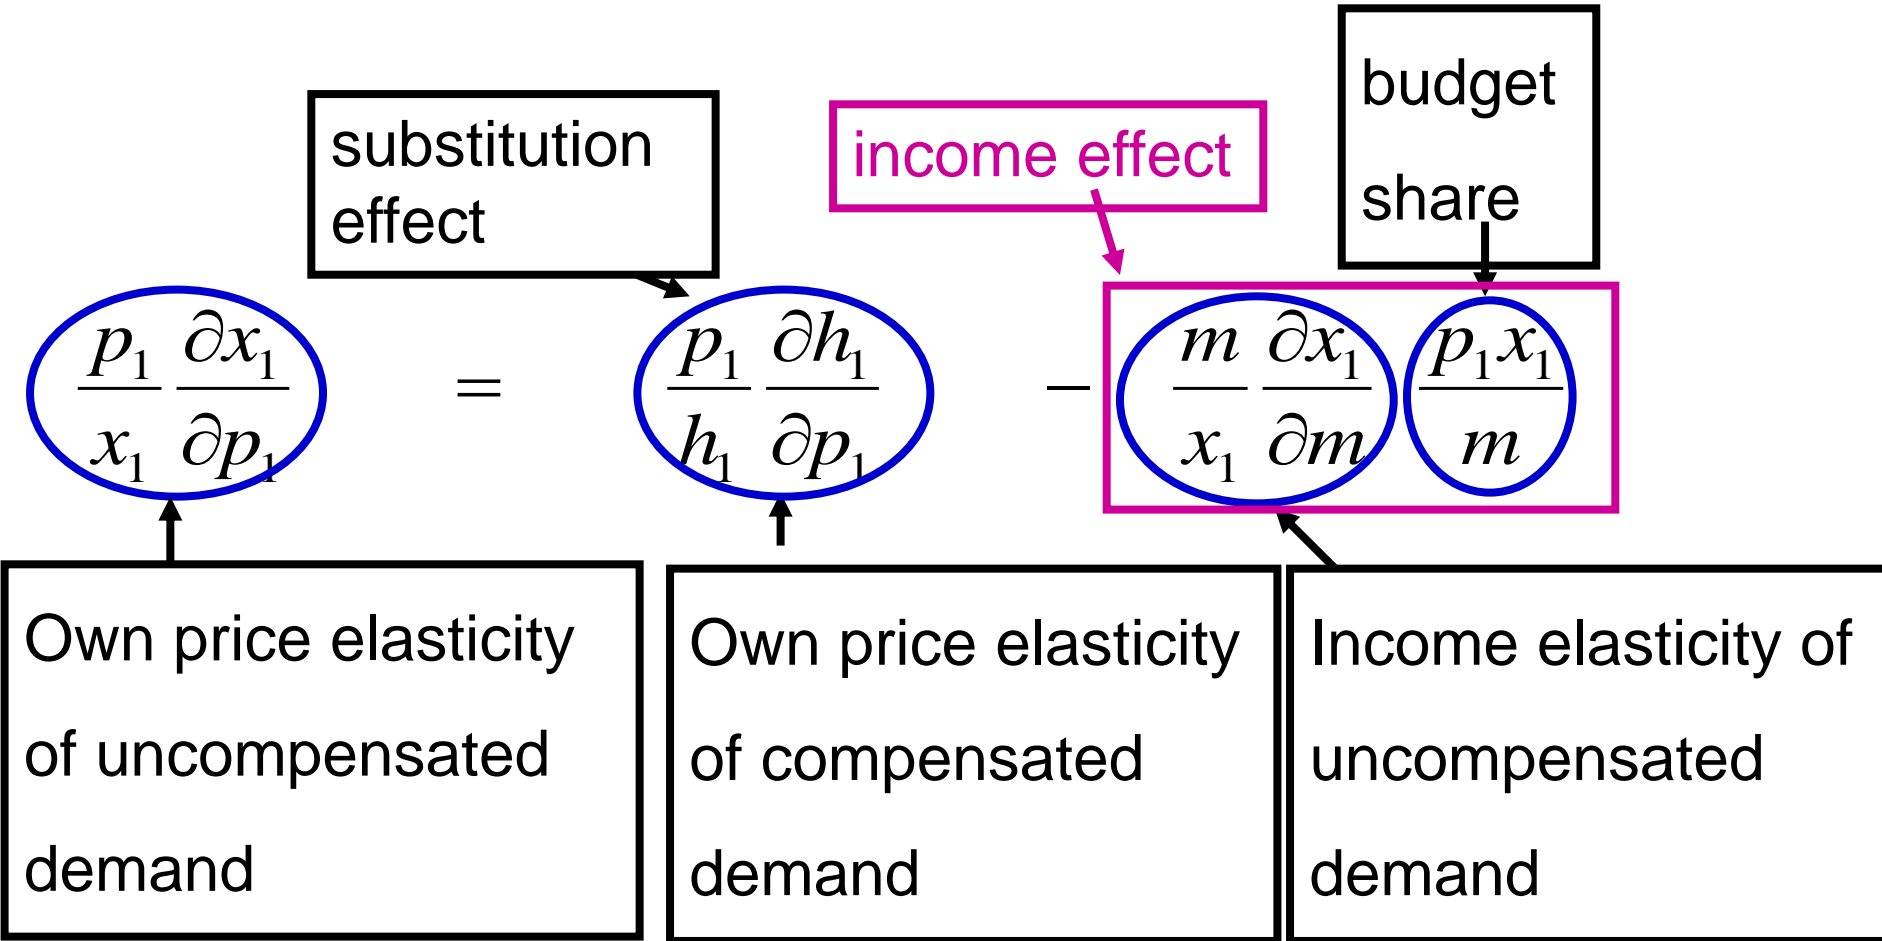 budget
share
substitution
effect
income effect
p₁/x₁ ∂x₁/∂p₁ = p₁/h₁ ∂h₁/∂p₁ − m/x₁ ∂x₁/∂m p₁x₁/m
Own price elasticity
of uncompensated
demand
Own price elasticity
of compensated
demand
Income elasticity of
uncompensated
demand